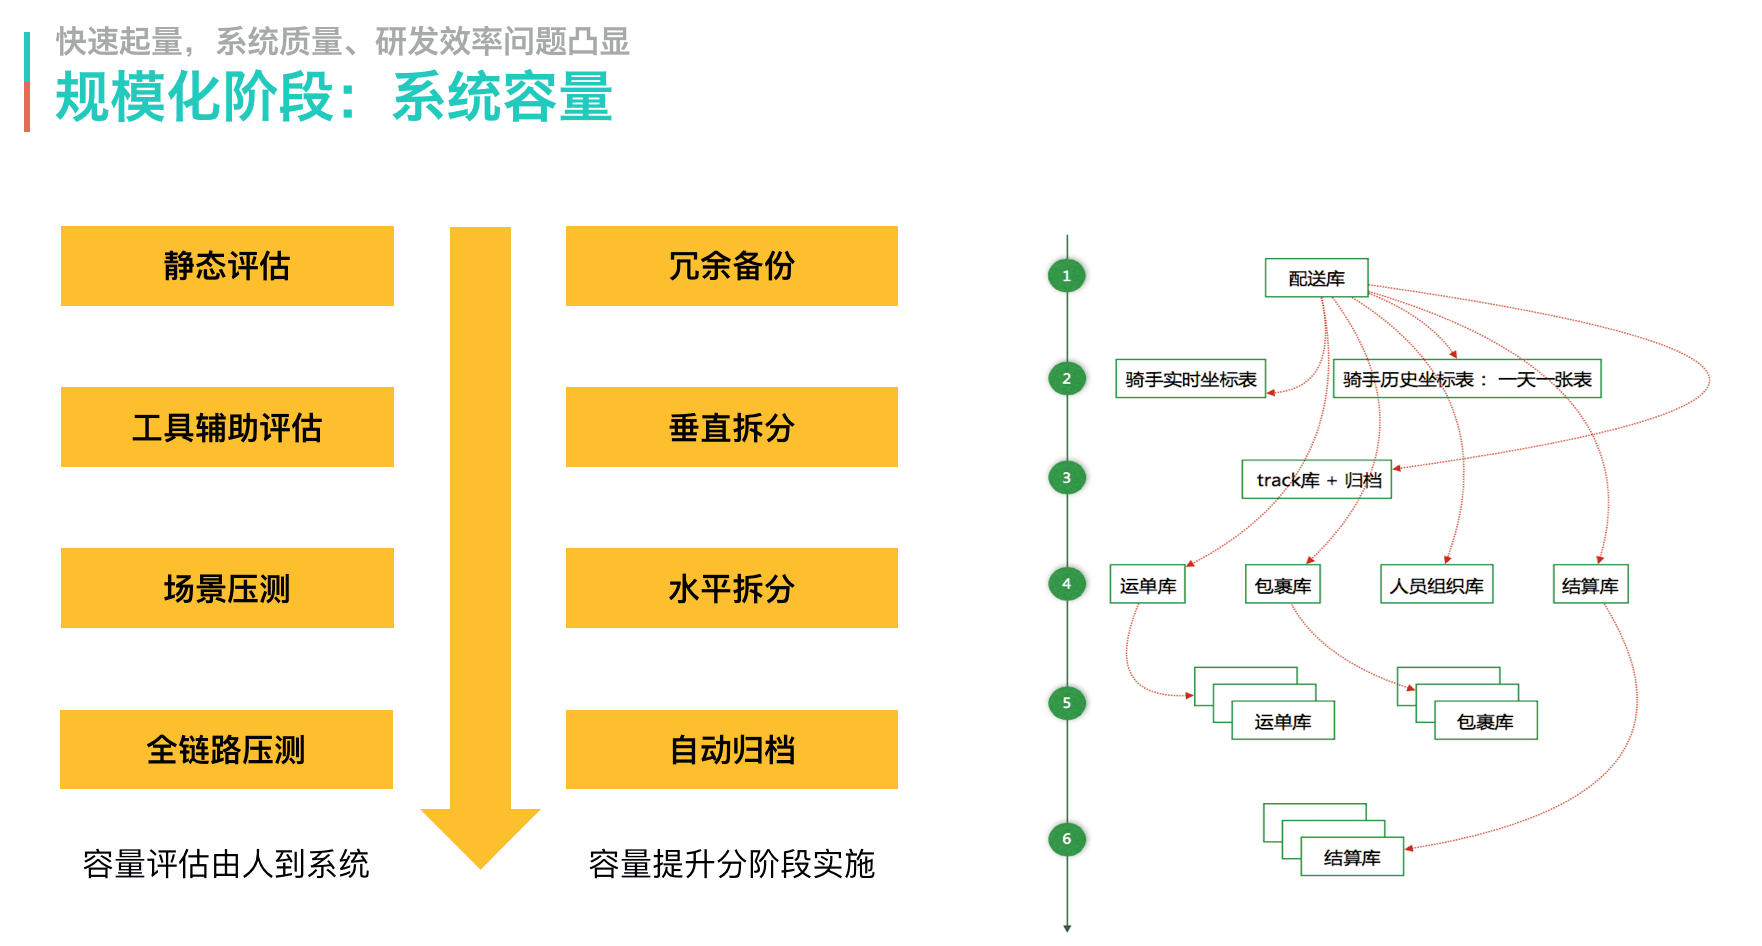 快速起量，系统质量、研发效率问题凸显
规模化阶段：系统容量
静态评估
工具辅助评估
场景压测
全链路压测
容量评估由人到系统
冗余备份
垂直拆分
水平拆分
自动归档
容量提升分阶段实施
1
配送库
2
骑手实时坐标表
骑手历史坐标表：一天一张表
3
track库 + 归档
4
运单库
包裹库
人员组织库
结算库
5
运单库
包裹库
6
结算库